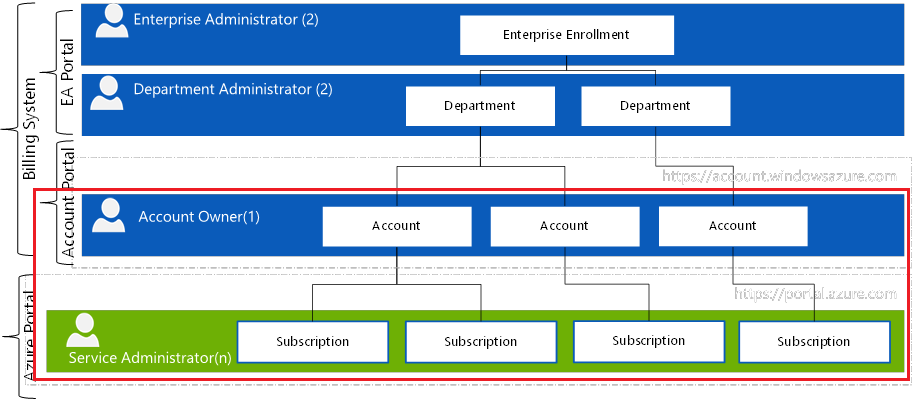 Enterprise Administrator (2)
Enterprise Enrollment
EA Portal
Department Administrator (2)
Department
Department
Billing System
Account Portal
https://account.windowsazure.com
Account Owner(1)
Account
Account
Account
https://portal.azure.com
Azure Portal
Service Administrator(n)
Subscription
Subscription
Subscription
Subscription